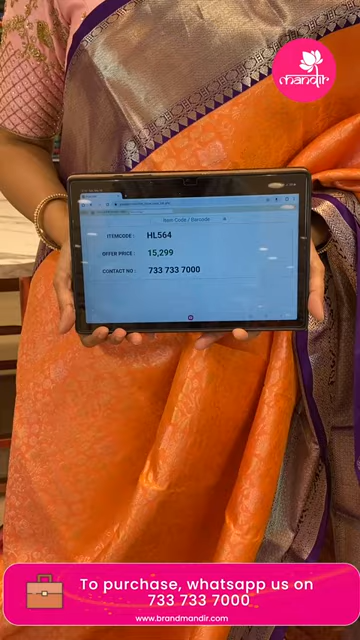 mandir
Item Code / Barcode
ITEMCODE : HL564
OFFER PRICE : 15,299
CONTACT NO : 733 733 7000
To purchase, whatsapp us on
733 733 7000
www.brandmandir.com